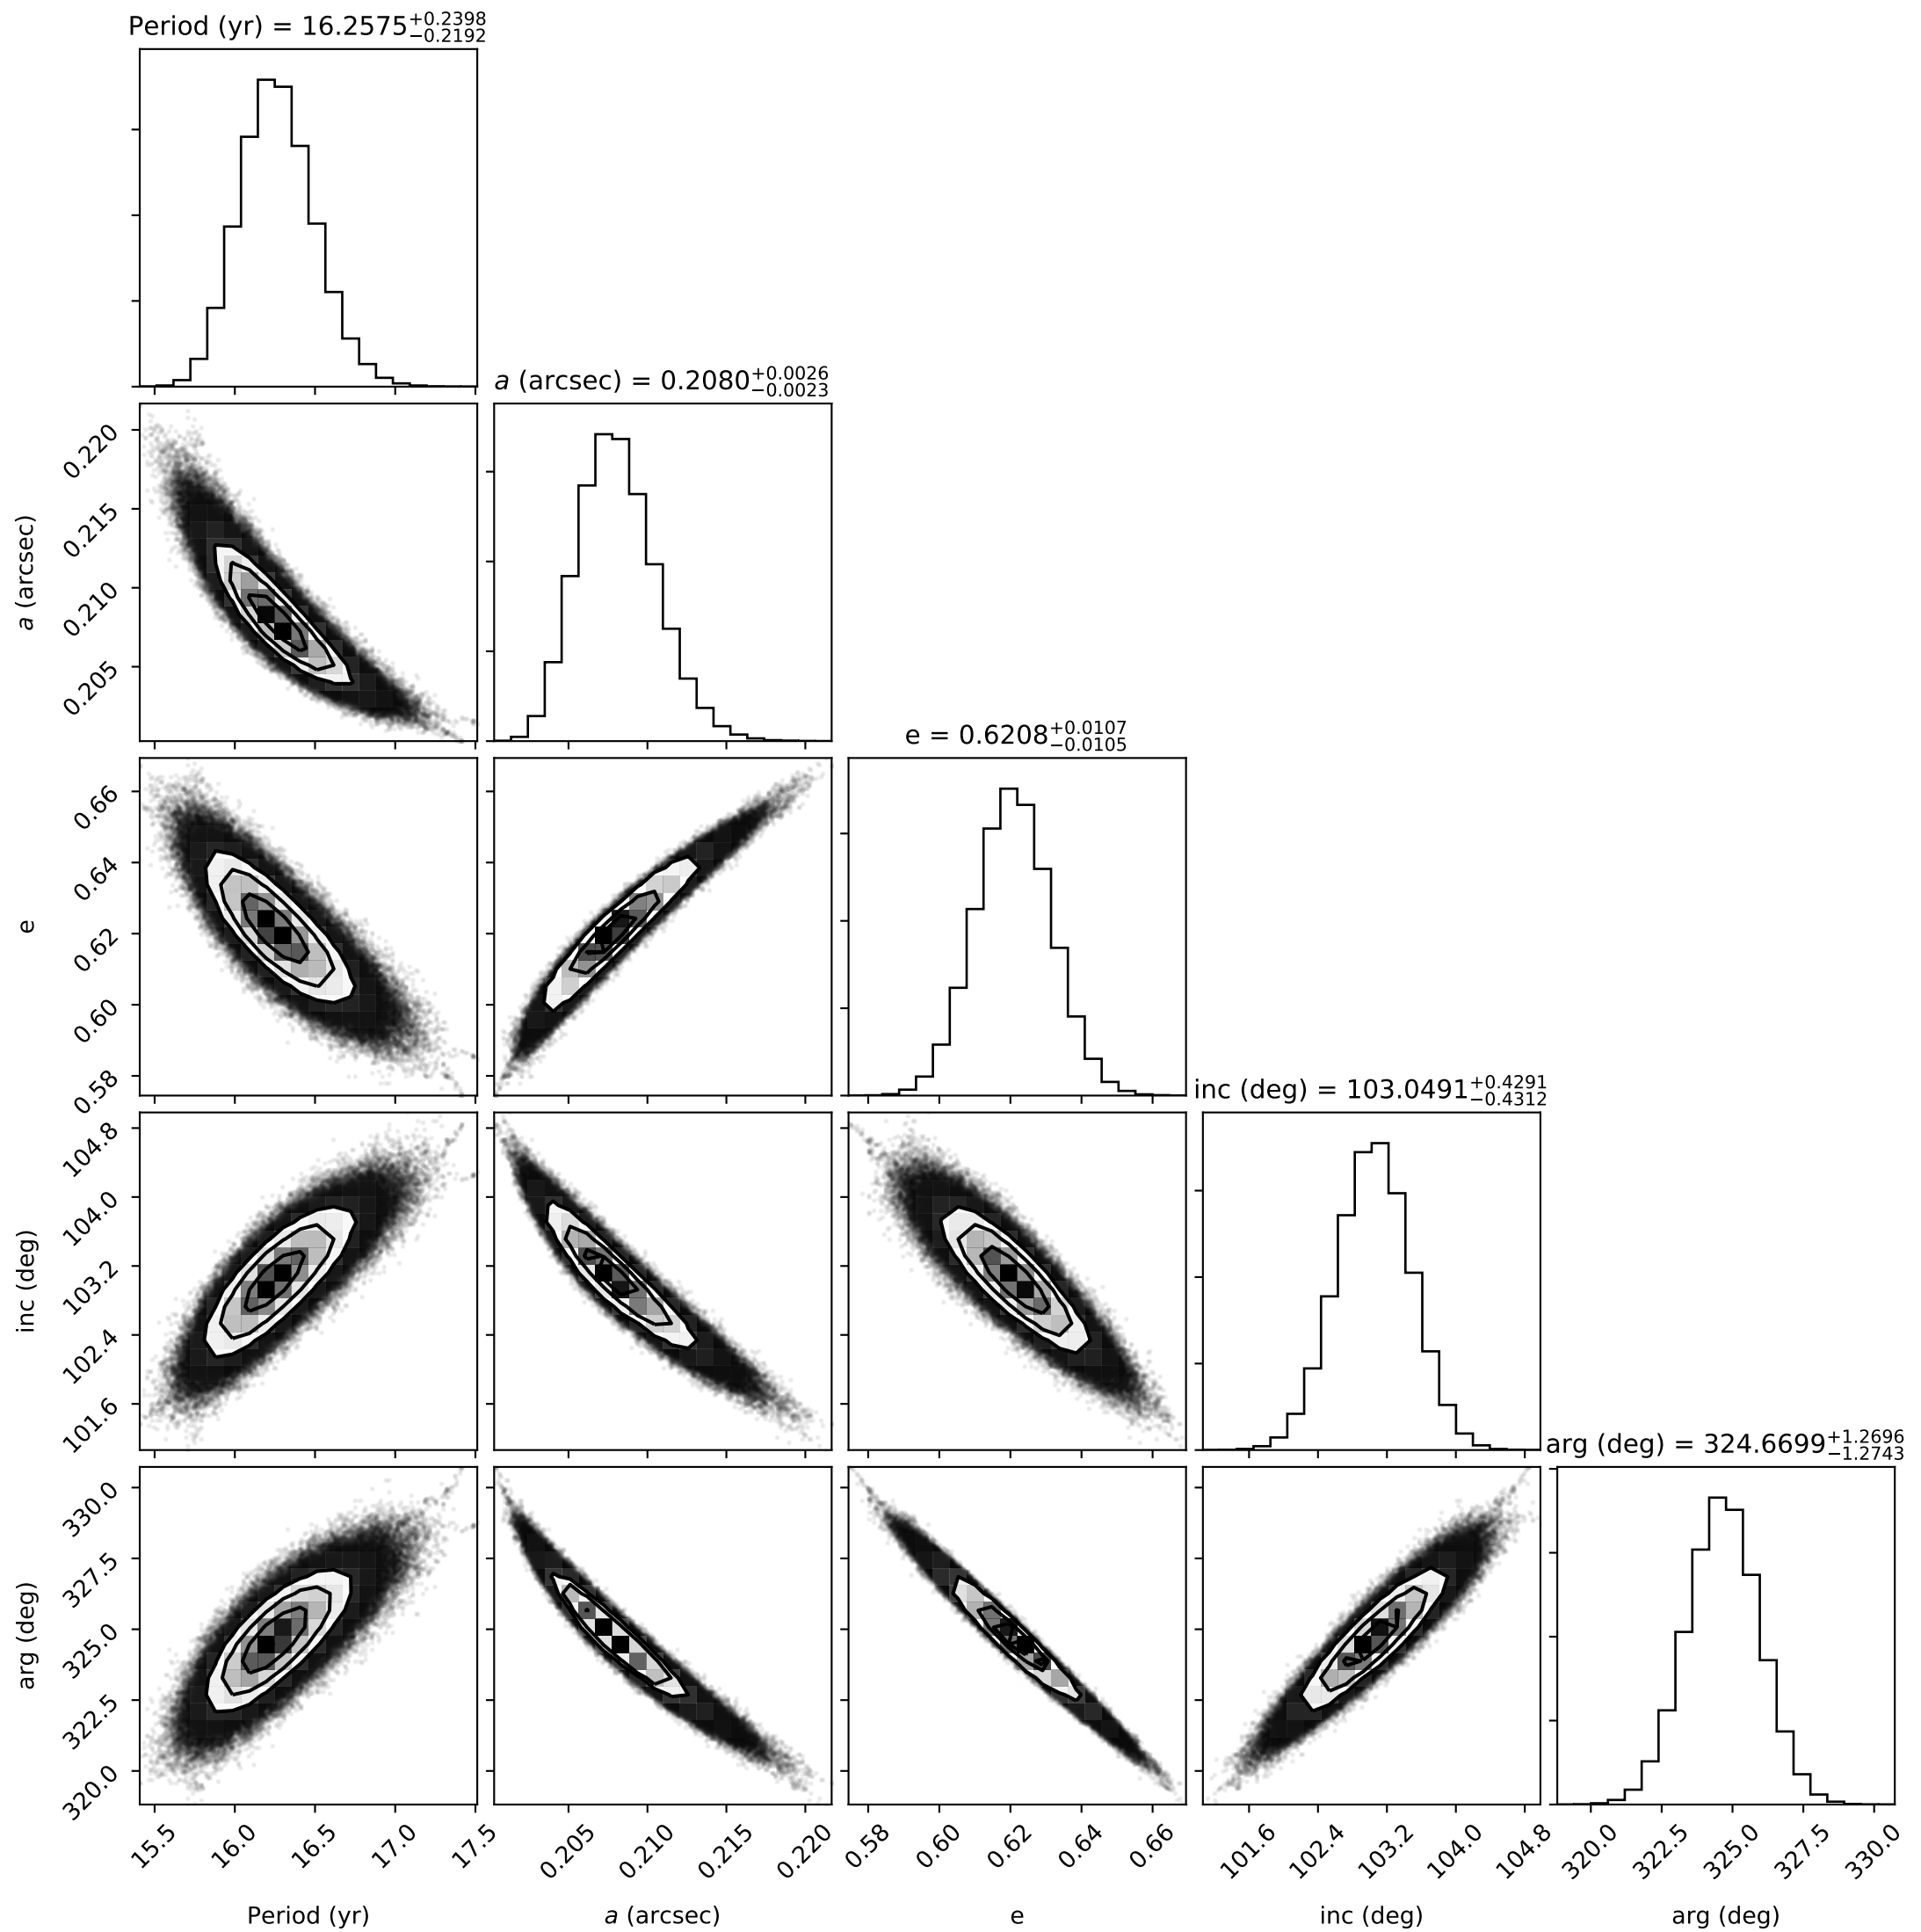 Period (yr) = 16.2575+0.2398−0.2192
a (arcsec) = 0.2080+0.0026−0.0023
0.220
0.215
0.210
0.205
a (arcsec)
e = 0.6208+0.0107−0.0105
0.66
0.64
0.62
0.60
0.58
e
inc (deg) = 103.0491+0.4291−0.4312
104.8
104.0
103.2
102.4
101.6
inc (deg)
arg (deg) = 324.6699+1.2696−1.2743
330.0
327.5
325.0
322.5
320.0
arg (deg)
15.5 16.0 16.5 17.0 17.5 0.205 0.210 0.215 0.220 0.58 0.60 0.62 0.64 0.66 101.6 102.4 103.2 104.0 104.8 320.0 322.5 325.0 327.5 330.0
Period (yr) a (arcsec) e inc (deg) arg (deg)